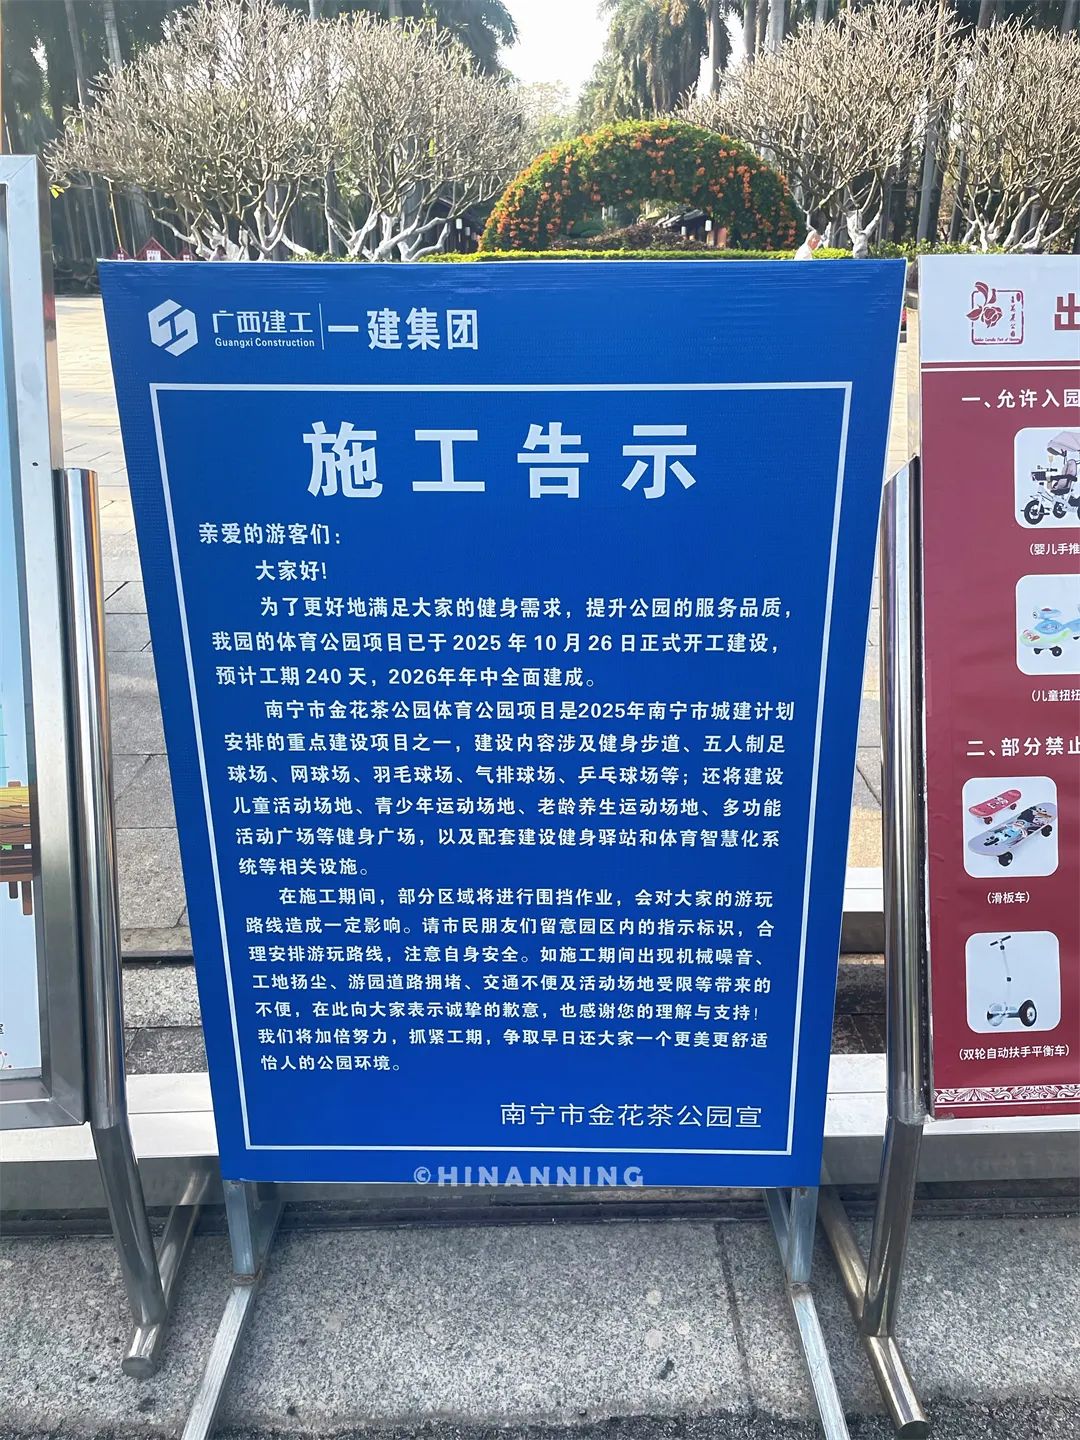 广西建工
Guangxi Construction
一建集团
施工告示
亲爱的游客们：
大家好！
为了更好地满足大家的健身需求，提升公园的服务品质，
我园的体育公园项目已于 2025 年 10 月 26 日正式开工建设，
预计工期 240 天，2026年年中全面建成。
南宁市金花茶公园体育公园项目是2025年南宁市城建计划
安排的重点建设项目之一，建设内容涉及健身步道、五人制足
球场、网球场、羽毛球场、气排球场、乒乓球场等；还将建设
儿童活动场地、青少年运动场地、老龄养生运动场地、多功能
活动广场等健身广场，以及配套建设健身驿站和体育智慧化系
统等相关设施。
在施工期间，部分区域将进行围挡作业，会对大家的游玩
路线造成一定影响。请市民朋友们留意园区内的指示标识，合
理安排游玩路线，注意自身安全。如施工期间出现机械噪音、
工地扬尘、游园道路拥堵、交通不便及活动场地受限等带来的
不便，在此向大家表示诚挚的歉意，也感谢您的理解与支持！
我们将加倍努力，抓紧工期，争取早日还大家一个更美更舒适
怡人的公园环境。
南宁市金花茶公园宣
©HINANNING
出
一、允许入园
（婴儿手推
（儿童扭扭
二、部分禁止
（滑板车）
（双轮自动扶手平衡车）